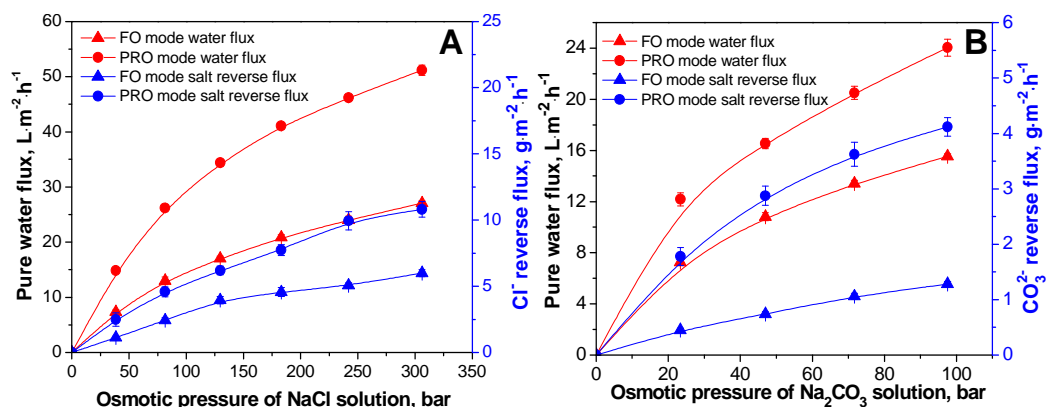 A
FO mode water flux
PRO mode water flux
FO mode salt reverse flux
PRO mode salt reverse flux
Pure water flux, L·m⁻²·h⁻¹
60
50
40
30
20
10
0
0 50 100 150 200 250 300 350
Osmotic pressure of NaCl solution, bar
25
20
15
10
5
0
Cl⁻ reverse flux, g·m⁻²·h⁻¹
B
FO mode water flux
PRO mode water flux
FO mode salt reverse flux
PRO mode salt reverse flux
Pure water flux, L·m⁻²·h⁻¹
24
20
16
12
8
4
0
0 20 40 60 80 100
Osmotic pressure of Na₂CO₃ solution, bar
6
5
4
3
2
1
0
CO₃²⁻ reverse flux, g·m⁻²·h⁻¹